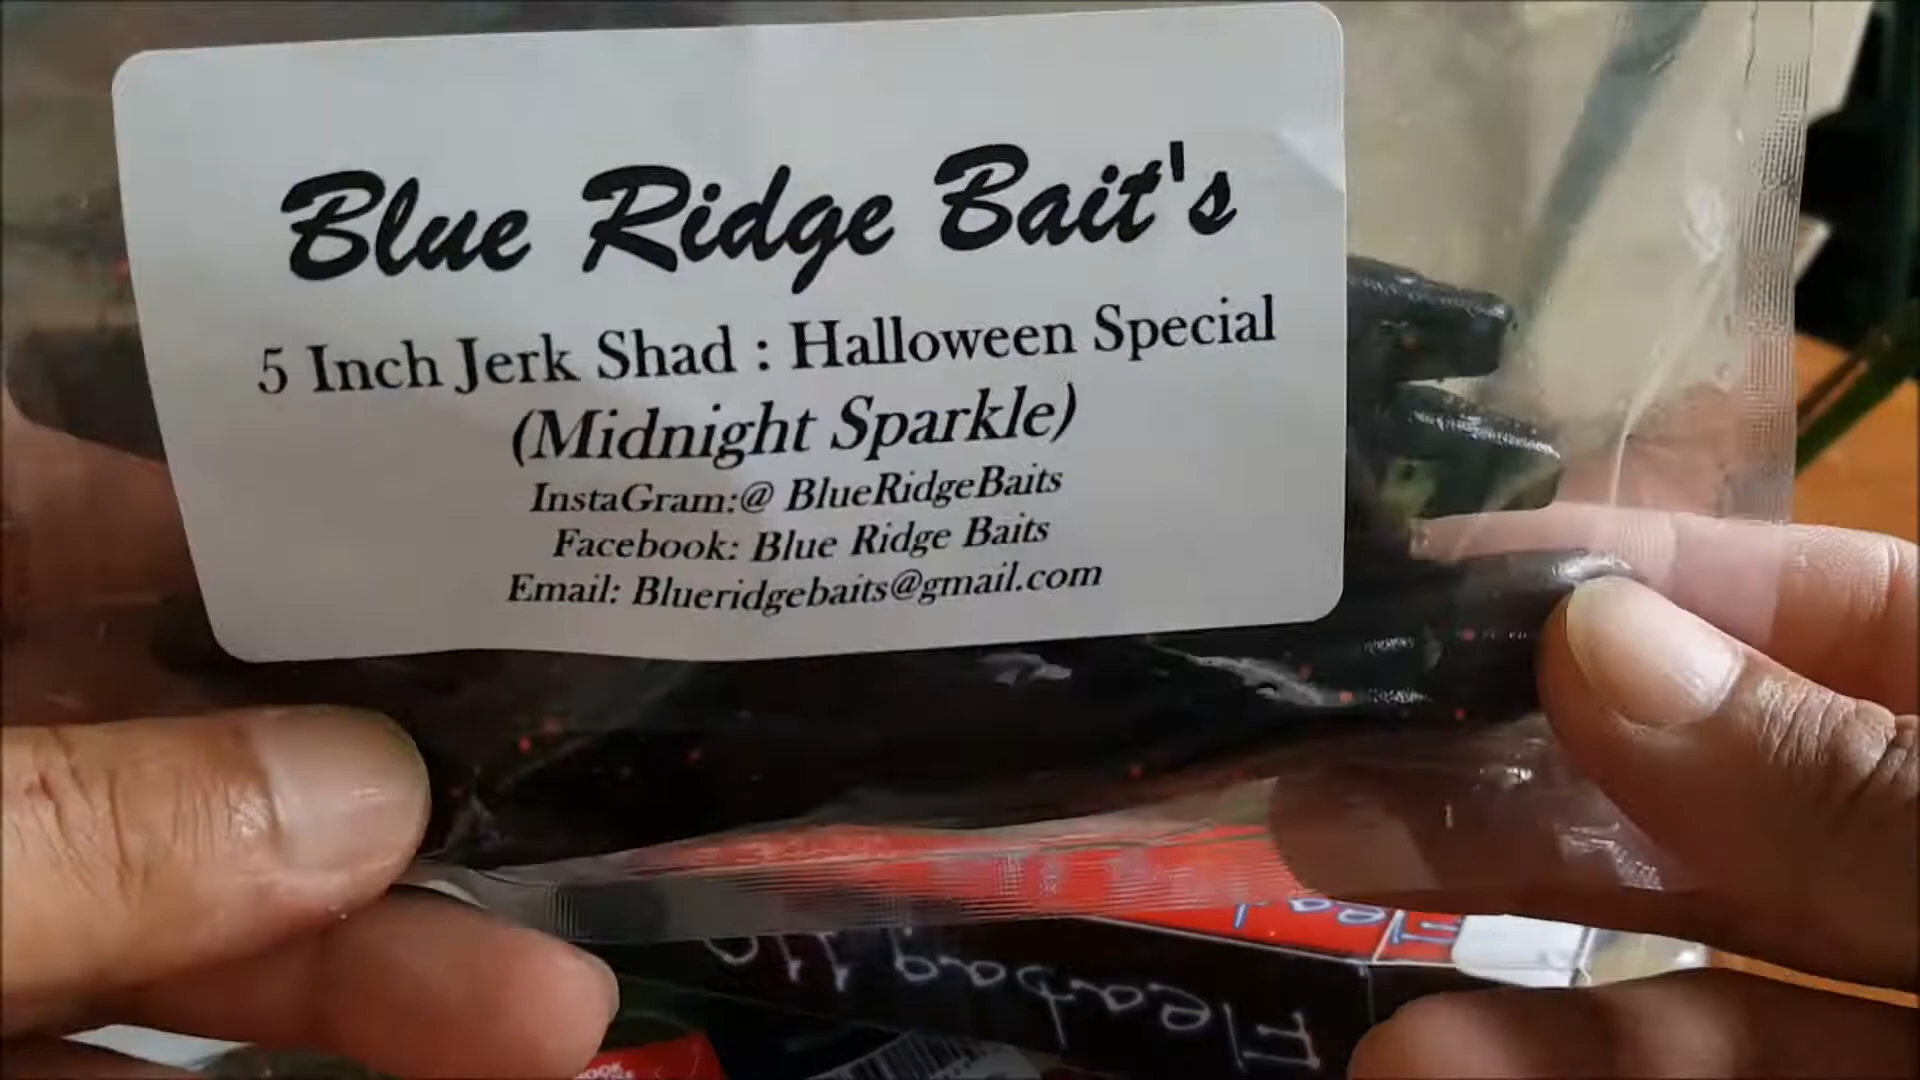 Blue Ridge Bait's
5 Inch Jerk Shad : Halloween Special
(Midnight Sparkle)
InstaGram:@ BlueRidgeBaits
Facebook: Blue Ridge Baits
Email: Blueridgebaits@gmail.com